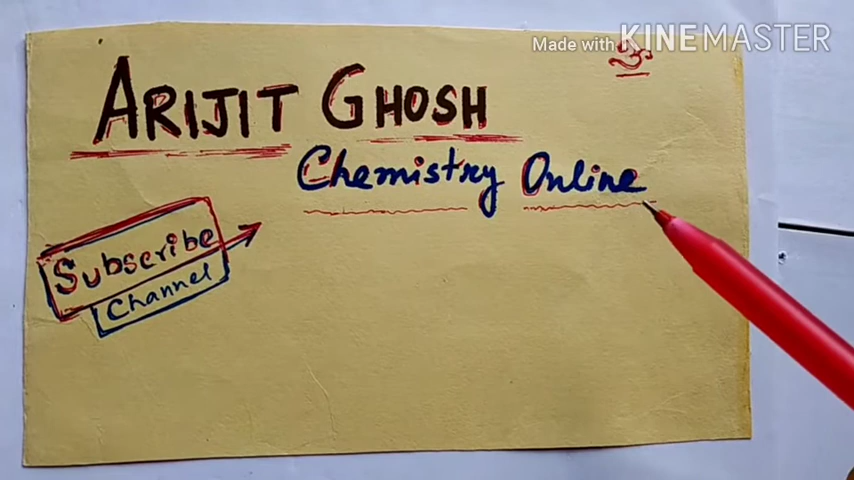 Made with KINEMASTER
ARIJIT GHOSH
Chemistry Online
Subscribe
Channel